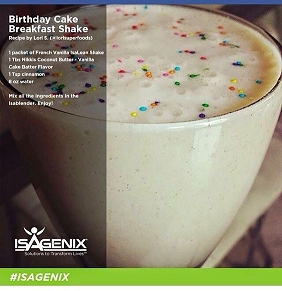 Birthday Cake
Breakfast Shake
Recipe by Lori S. (@lorisuperfoods)
1 packet of French Vanilla IsaLean Shake
1 Tbs Nikkis Coconut Butter - Vanilla
Cake Batter Flavor
1 Tsp cinnamon
8 oz water
Mix all the ingredients in the
Isablender. Enjoy!
ISAGENIX
Solutions to Transform Lives™
#ISAGENIX